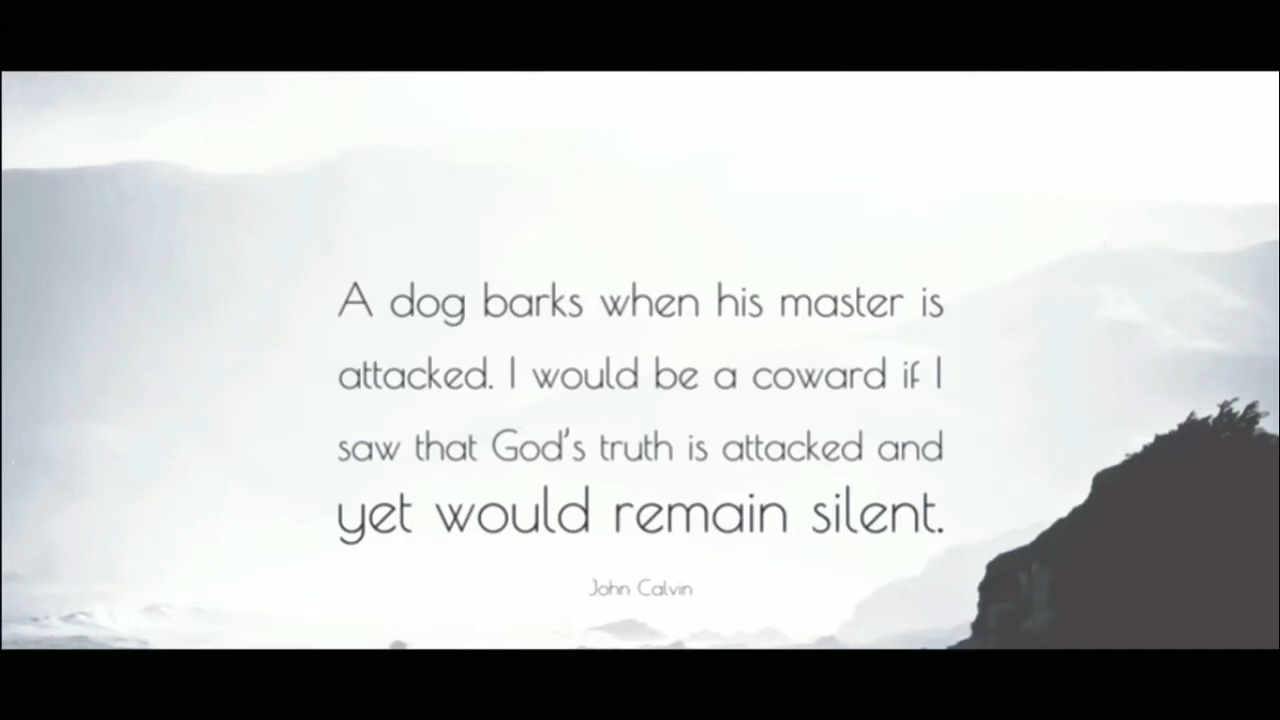 A dog barks when his master is
attacked. I would be a coward if I
saw that God's truth is attacked and
yet would remain silent.
John Calvin